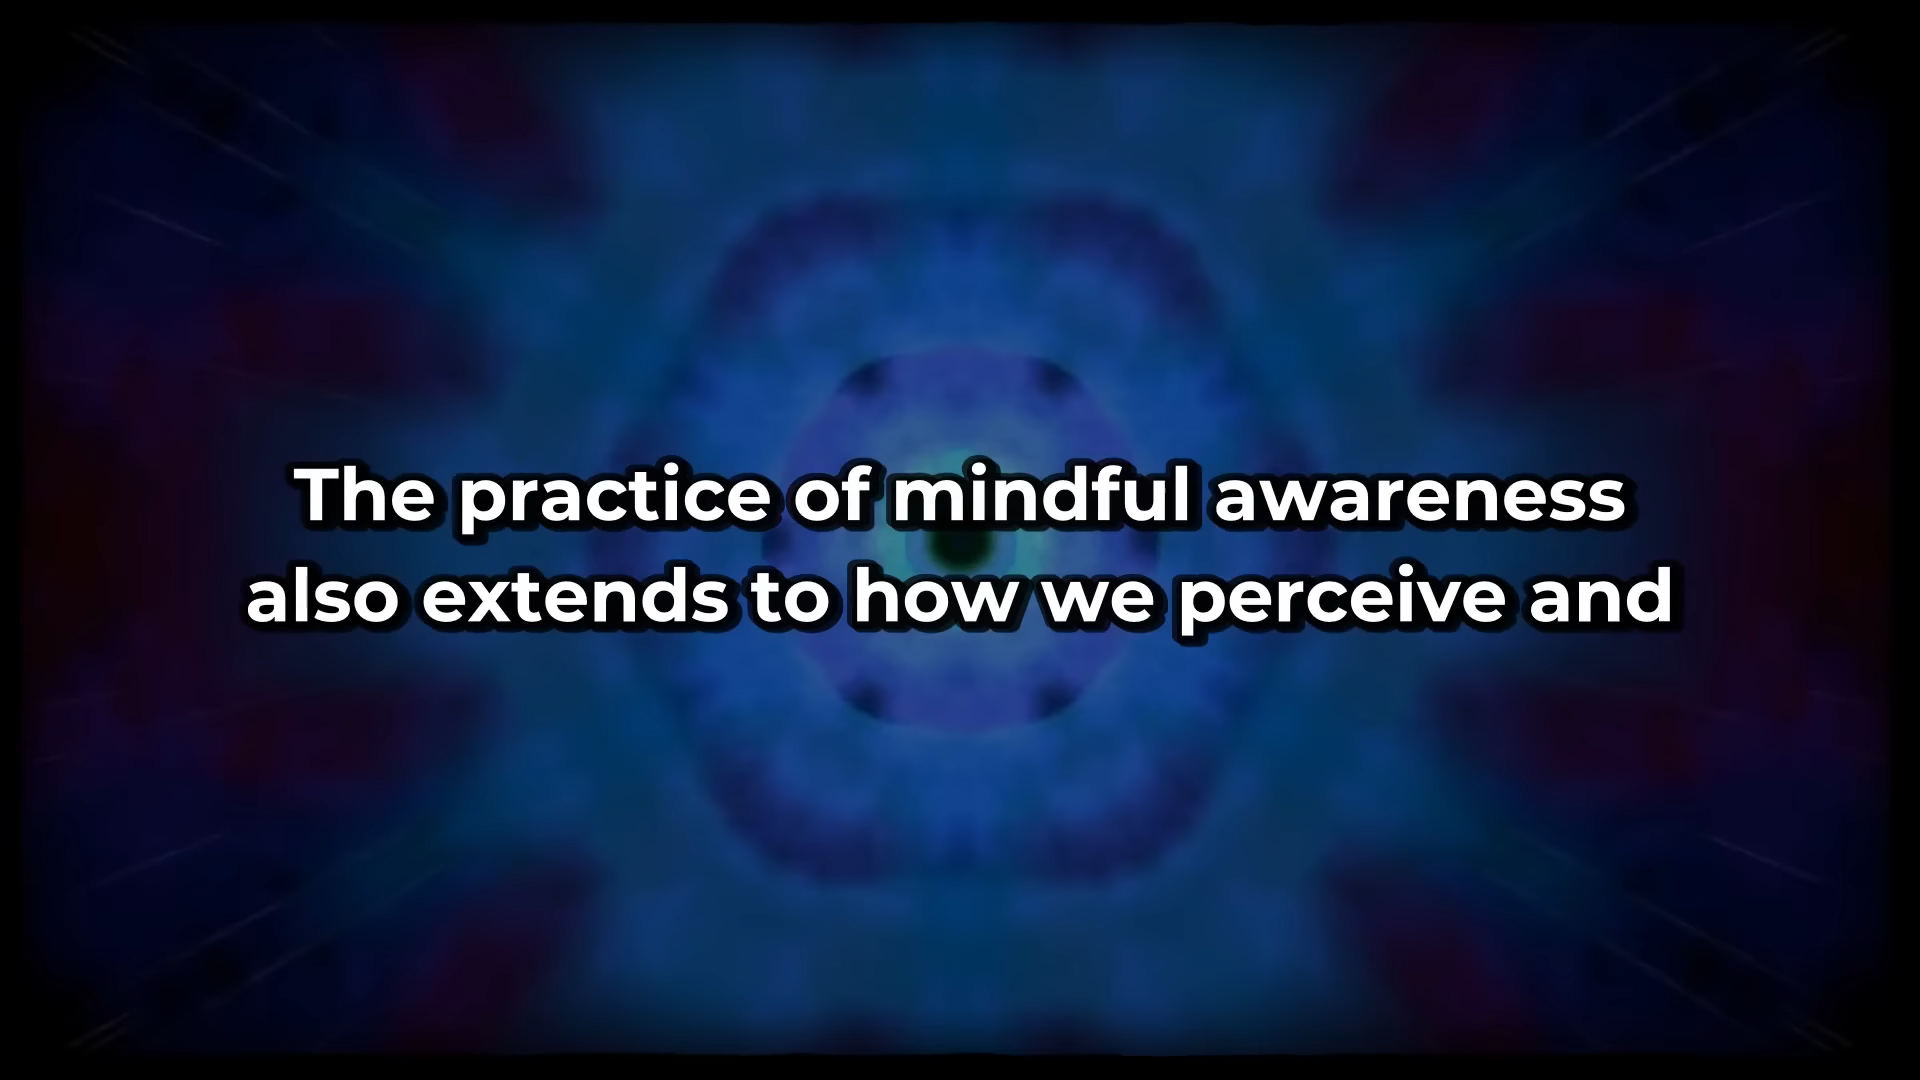 The practice of mindful awareness
also extends to how we perceive and